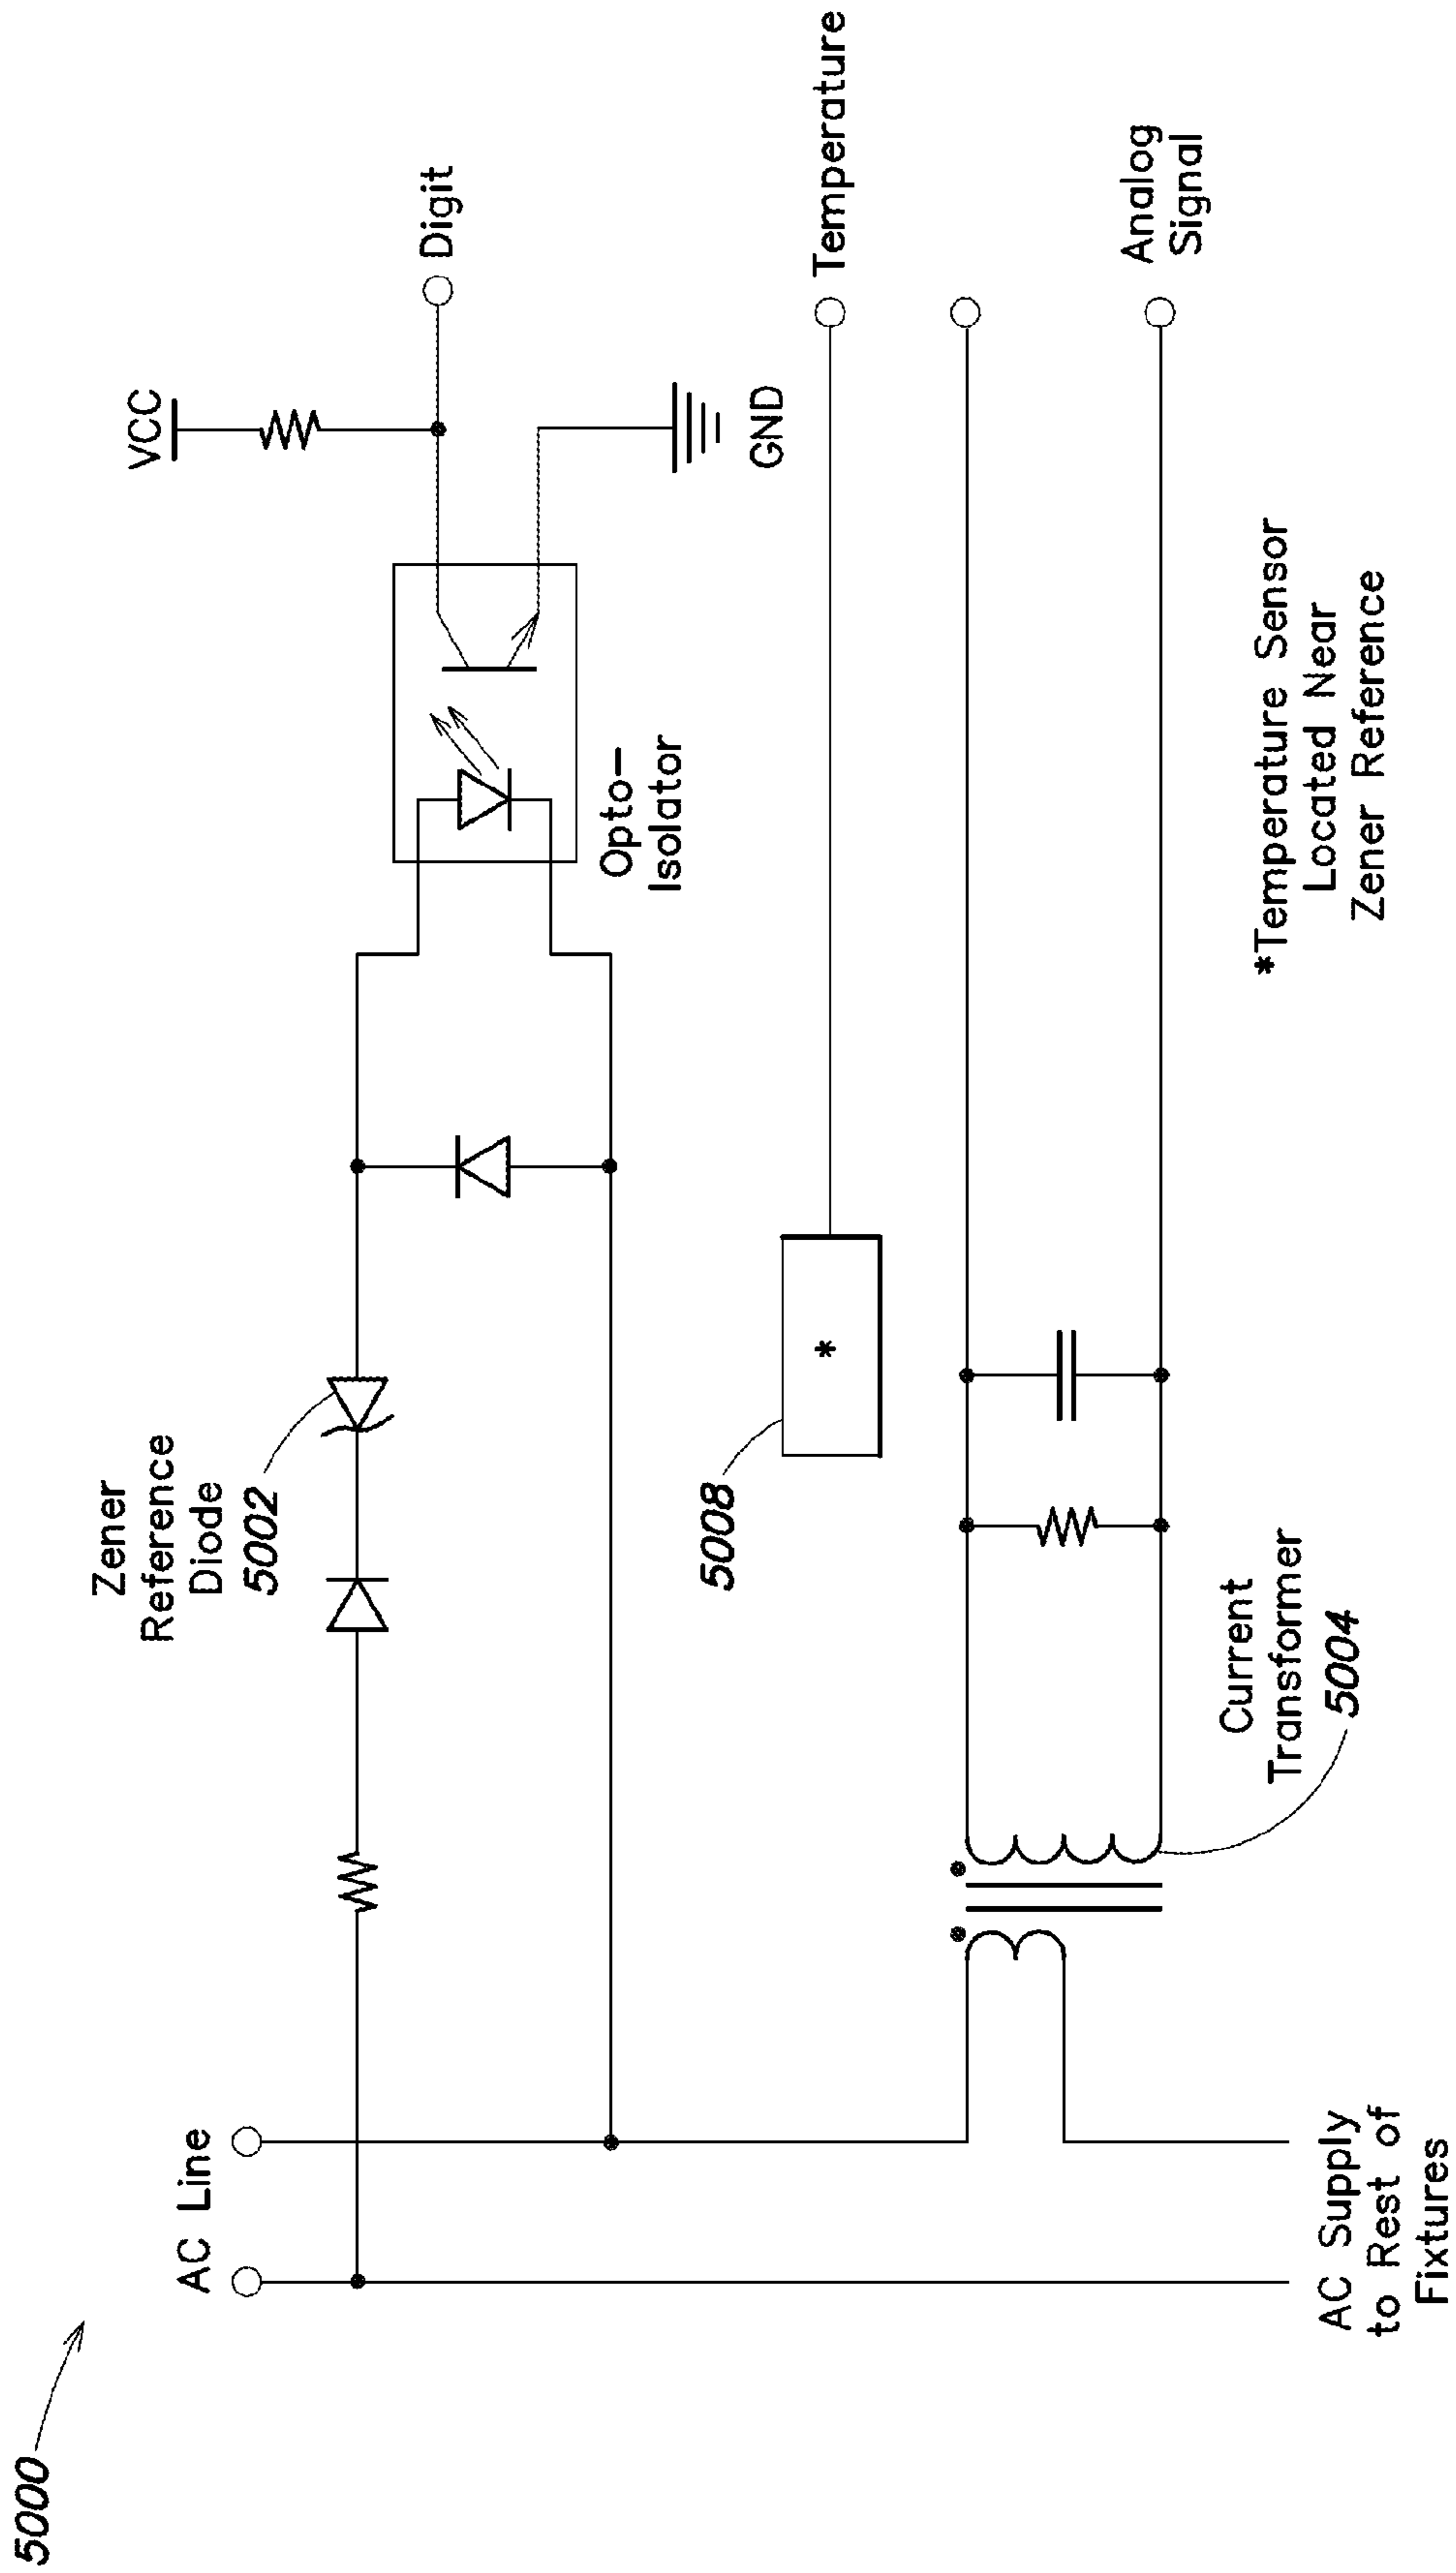 5000
AC Line
Zener
Reference
Diode
5002
VCC
Digit
Opto-
Isolator
GND
5008
*
Temperature
Current
Transformer
5004
Analog
Signal
AC Supply
to Rest of
Fixtures
*Temperature Sensor
Located Near
Zener Reference